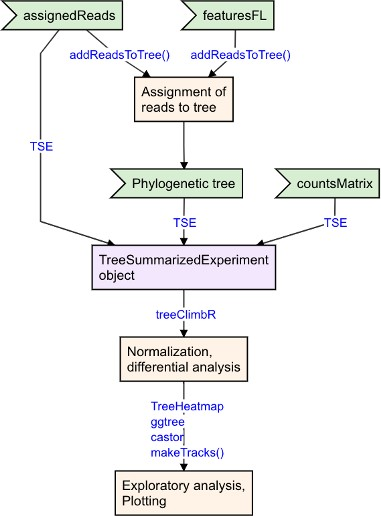 assignedReads
featuresFL
addReadsToTree()
addReadsToTree()
Assignment of
reads to tree
TSE
Phylogenetic tree
countsMatrix
TSE
TSE
TreeSummarizedExperiment
object
treeClimbR
Normalization,
differential analysis
TreeHeatmap
ggtree
castor
makeTracks()
Exploratory analysis,
Plotting